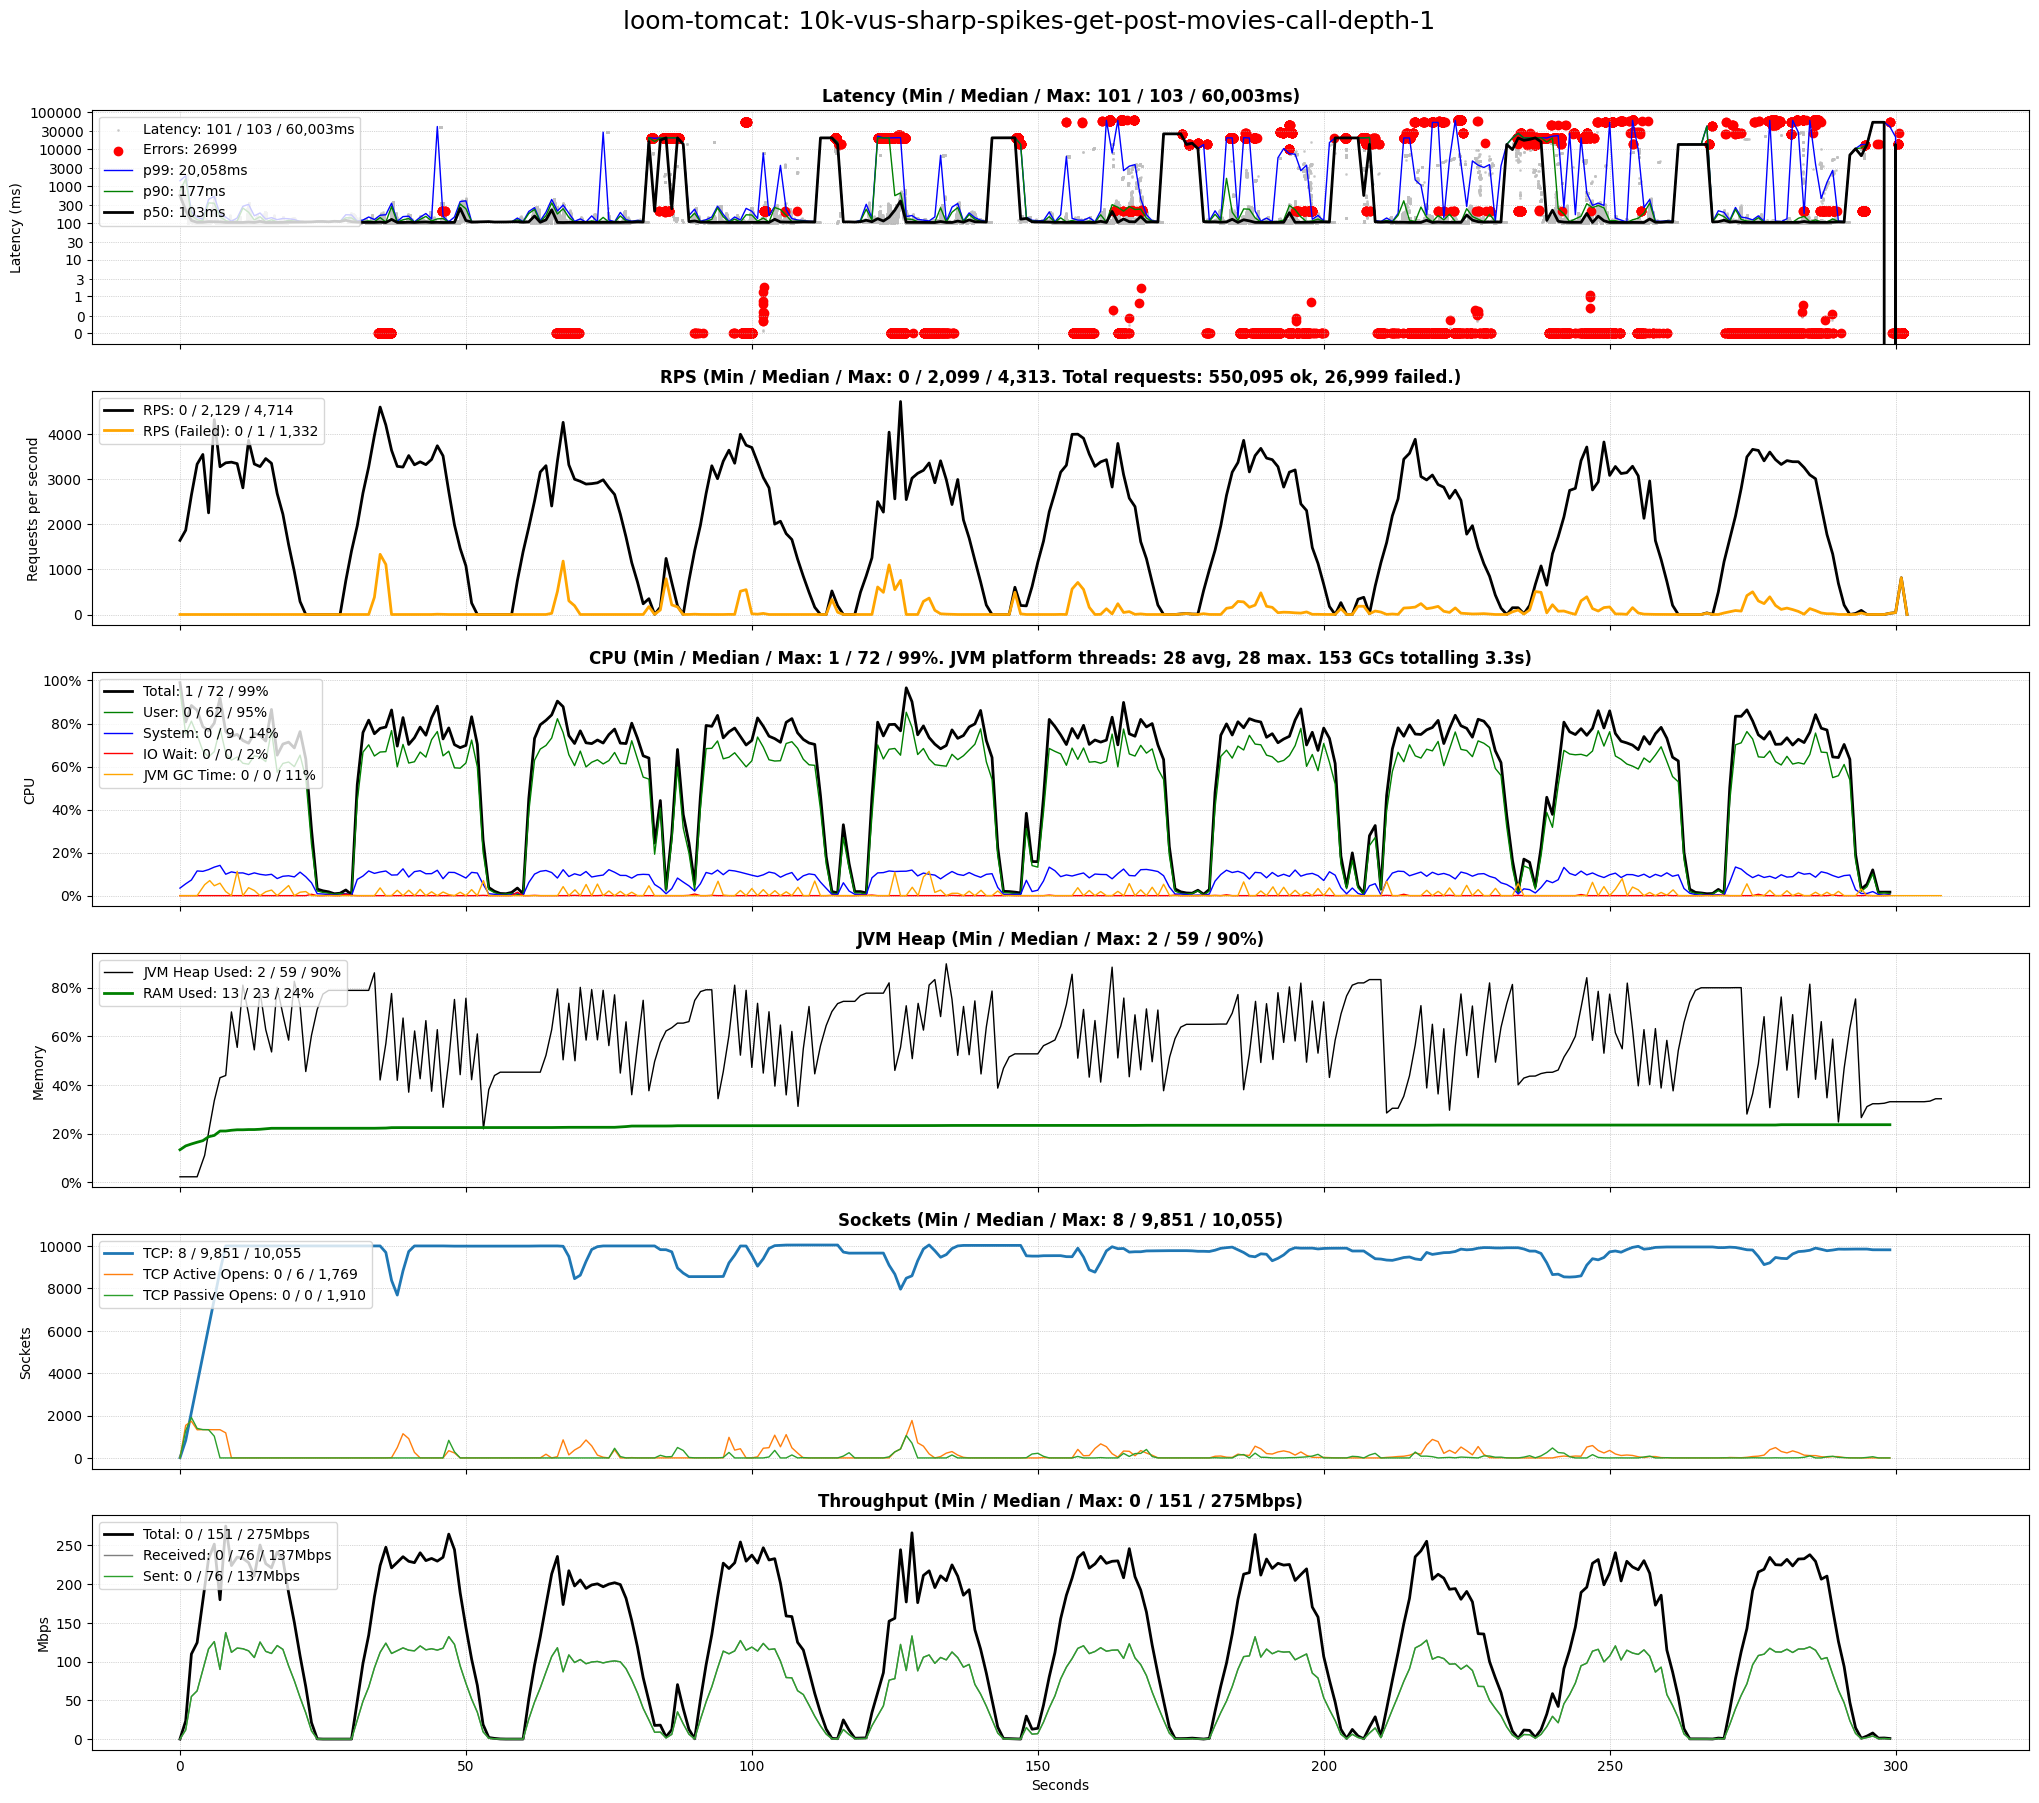 loom-tomcat: 10k-vus-sharp-spikes-get-post-movies-call-depth-1
Latency (Min / Median / Max: 101 / 103 / 60,003ms)
Latency (ms)
100000
30000
10000
3000
1000
300
100
30
10
3
1
0
0
Latency: 101 / 103 / 60,003ms
Errors: 26999
p99: 20,058ms
p90: 177ms
p50: 103ms
RPS (Min / Median / Max: 0 / 2,099 / 4,313. Total requests: 550,095 ok, 26,999 failed.)
Requests per second
4000
3000
2000
1000
0
RPS: 0 / 2,129 / 4,714
RPS (Failed): 0 / 1 / 1,332
CPU (Min / Median / Max: 1 / 72 / 99%. JVM platform threads: 28 avg, 28 max. 153 GCs totalling 3.3s)
CPU
100%
80%
60%
40%
20%
0%
Total: 1 / 72 / 99%
User: 0 / 62 / 95%
System: 0 / 9 / 14%
IO Wait: 0 / 0 / 2%
JVM GC Time: 0 / 0 / 11%
JVM Heap (Min / Median / Max: 2 / 59 / 90%)
Memory
80%
60%
40%
20%
0%
JVM Heap Used: 2 / 59 / 90%
RAM Used: 13 / 23 / 24%
Sockets (Min / Median / Max: 8 / 9,851 / 10,055)
Sockets
10000
8000
6000
4000
2000
0
TCP: 8 / 9,851 / 10,055
TCP Active Opens: 0 / 6 / 1,769
TCP Passive Opens: 0 / 0 / 1,910
Throughput (Min / Median / Max: 0 / 151 / 275Mbps)
Mbps
250
200
150
100
50
0
Total: 0 / 151 / 275Mbps
Received: 0 / 76 / 137Mbps
Sent: 0 / 76 / 137Mbps
0 50 100 150 200 250 300
Seconds